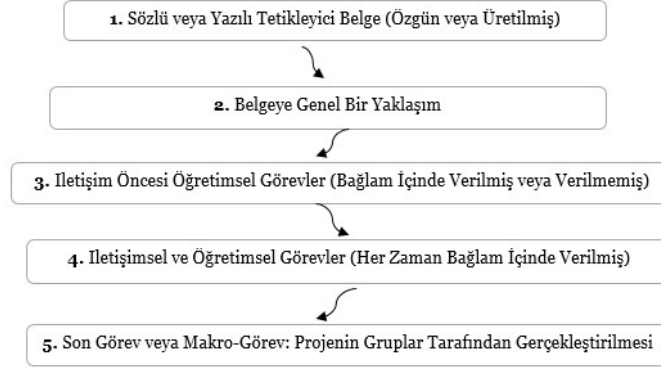 1. Sözlü veya Yazılı Tetikleyici Belge (Özgün veya Üretilmiş)
2. Belgeye Genel Bir Yaklaşım
3. Iletişim Öncesi Öğretimsel Görevler (Bağlam İçinde Verilmiş veya Verilmemiş)
4. Iletişimsel ve Öğretimsel Görevler (Her Zaman Bağlam İçinde Verilmiş)
5. Son Görev veya Makro-Görev: Projenin Gruplar Tarafından Gerçekleştirilmesi